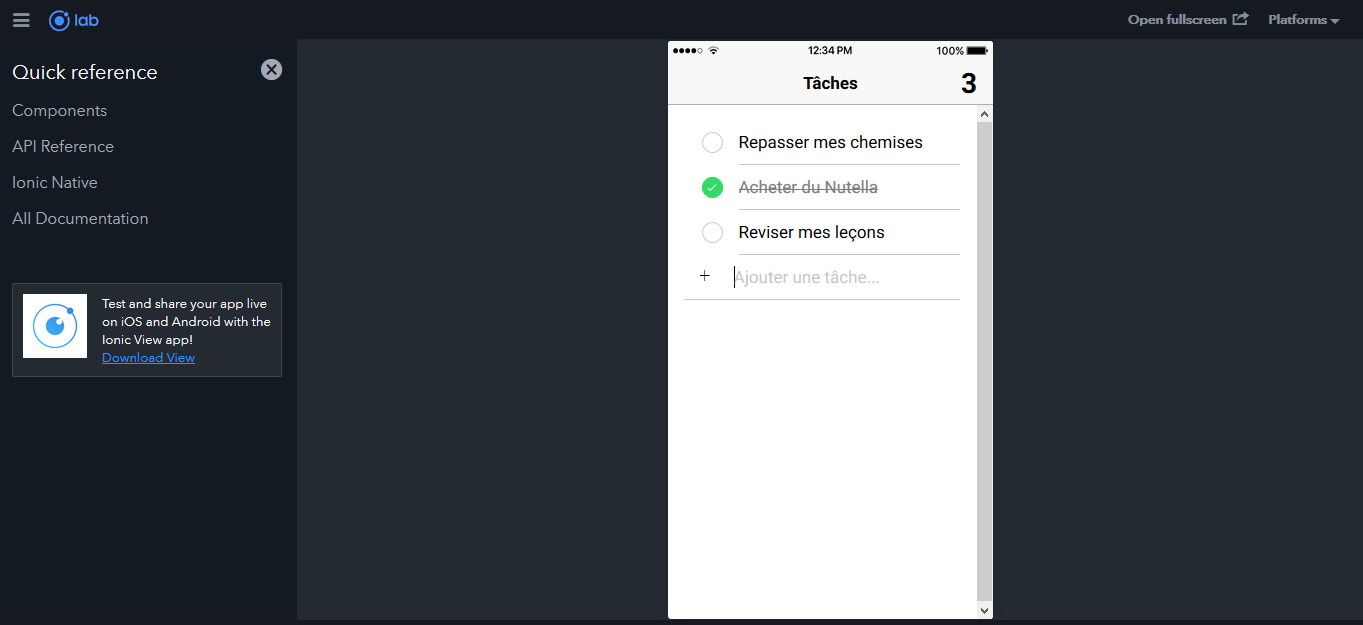 lab
Open fullscreen
Platforms
Quick reference
Components
API Reference
Ionic Native
All Documentation
Test and share your app live
on iOS and Android with the
Ionic View app!
Download View
12:34 PM
100%
Tâches
3
Repasser mes chemises
Acheter du Nutella
Reviser mes leçons
+ Ajouter une tâche...